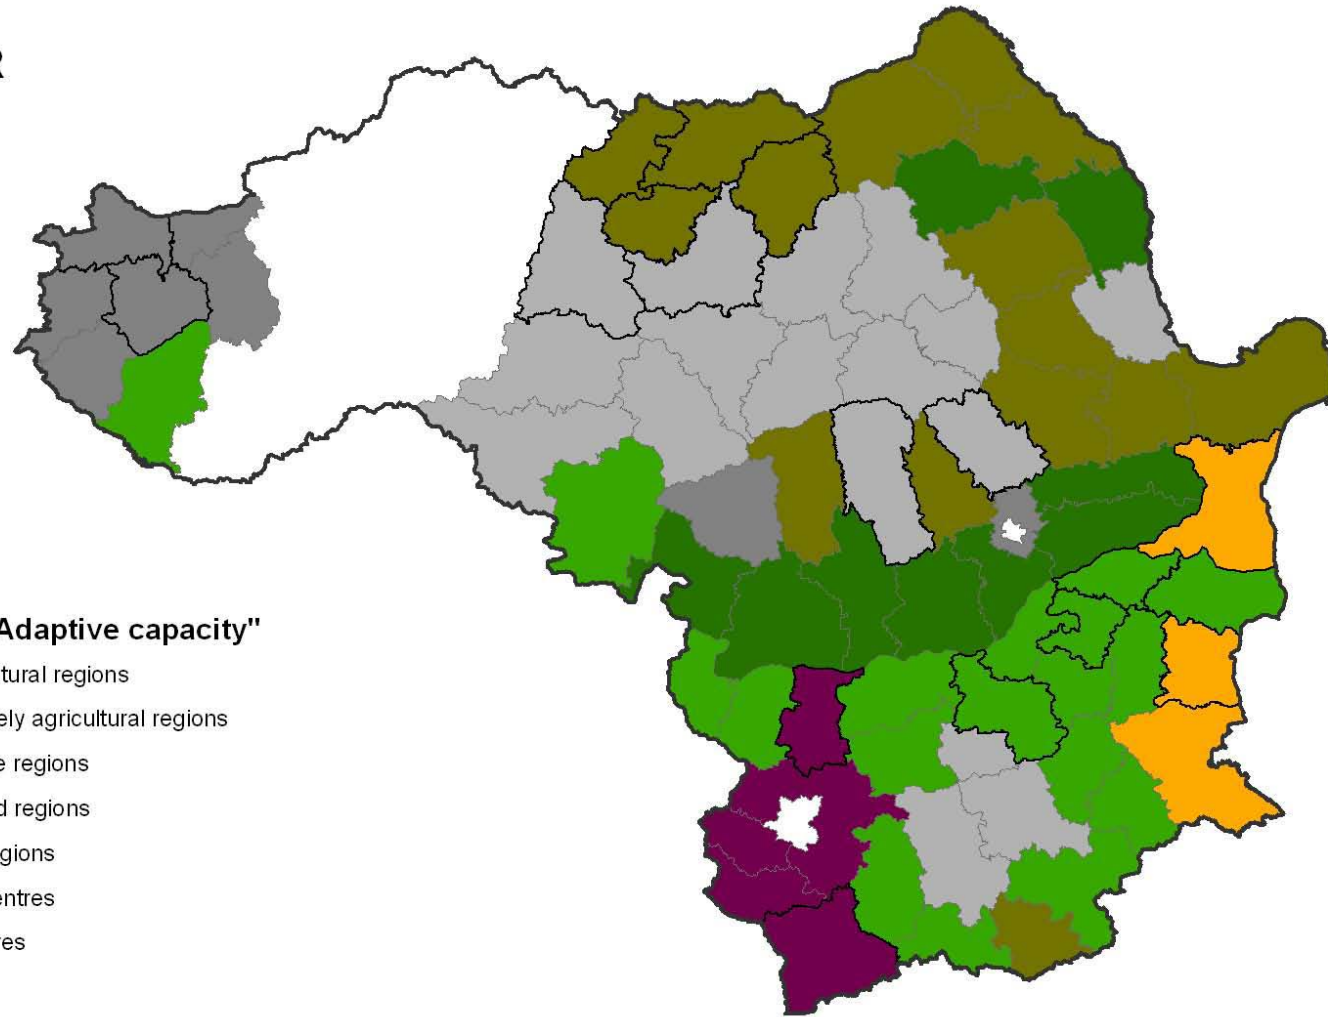 R
Adaptive capacity"
tural regions
ely agricultural regions
e regions
d regions
gions
entres
res